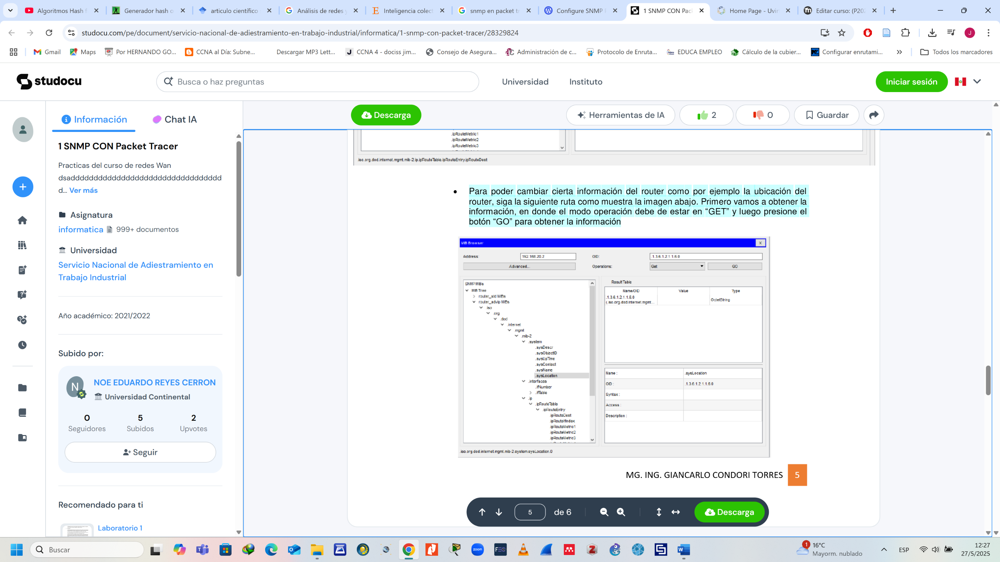 Algoritmos Hash f
Generador hash o
articulo científico
Análisis de redes y
Inteligencia colect
snmp en packet tr
Configure SNMP P
1 SNMP CON Pac
Home Page - Uvir
Editar curso: (P202
studocu.com/pe/document/servicio-nacional-de-adiestramiento-en-trabajo-industrial/informatica/1-snmp-con-packet-tracer/28329824
J
Gmail
Maps
Por HERNANDO GO...
CCNA al Día: Subne...
Descargar MP3 Lett...
CCNA 4 - dociss jim...
Consejo de Asegura...
Administración de c...
Protocolo de Enruta...
EDUCA EMPLEO
Cálculo de la cubier...
Configurar enrutami...
Todos los marcadores
studocu
Busca o haz preguntas
Universidad
Instituto
Iniciar sesión
Información
Chat IA
Descarga
Herramientas de IA
2
0
Guardar
1 SNMP CON Packet Tracer
Practicas del curso de redes Wan
dsaddddddddddddddddddddddddddddddddd
d... Ver más
Asignatura
informatica 999+ documentos
Universidad
Servicio Nacional de Adiestramiento en
Trabajo Industrial
Año académico: 2021/2022
Subido por:
N
NOE EDUARDO REYES CERRON
Universidad Continental
0
Seguidores
5
Subidos
2
Upvotes
Seguir
Recomendado para ti
Laboratorio 1
.ipRouteMetric1
.ipRouteMetric2
.ipRouteMetric3
.iso.org.dod.internet.mgmt.mib-2.ip.ipRouteTable.ipRouteEntry.ipRouteDest
• Para poder cambiar cierta información del router como por ejemplo la ubicación del
router, siga la siguiente ruta como muestra la imagen abajo. Primero vamos a obtener la
información, en donde el modo operación debe de estar en “GET” y luego presione el
botón “GO” para obtener la información
MIB Browser
X
Address:
192.168.20.2
OID:
.1.3.6.1.2.1.1.6.0
Advanced...
Operations:
Get
GO
SNMP MIBs
MIB Tree
router_std MIBs
router_advip MIBs
.iso
.org
.dod
.internet
.mgmt
.mib-2
.system
.sysDescr
.sysObjectID
.sysUpTime
.sysContact
.sysName
.sysLocation
.interfaces
.ifNumber
.ifTable
.ip
.ipRouteTable
.ipRouteEntry
.ipRouteDest
.ipRouteIfIndex
.ipRouteMetric1
.ipRouteMetric2
.ipRouteMetric3
Result Table
Name/OID
Value
Type
.1.3.6.1.2.1.1.6.0
(.iso.org.dod.internet.mgmt...
OctetString
Name :
.sysLocation
OID :
.1.3.6.1.2.1.1.6.0
Syntax :
Access :
Description :
.iso.org.dod.internet.mgmt.mib-2.system.sysLocation.0
MG. ING. GIANCARLO CONDORI TORRES
5
5
de 6
Descarga
Buscar
zoom
1
16°C
Mayorm. nublado
ESP
12:27
27/5/2025